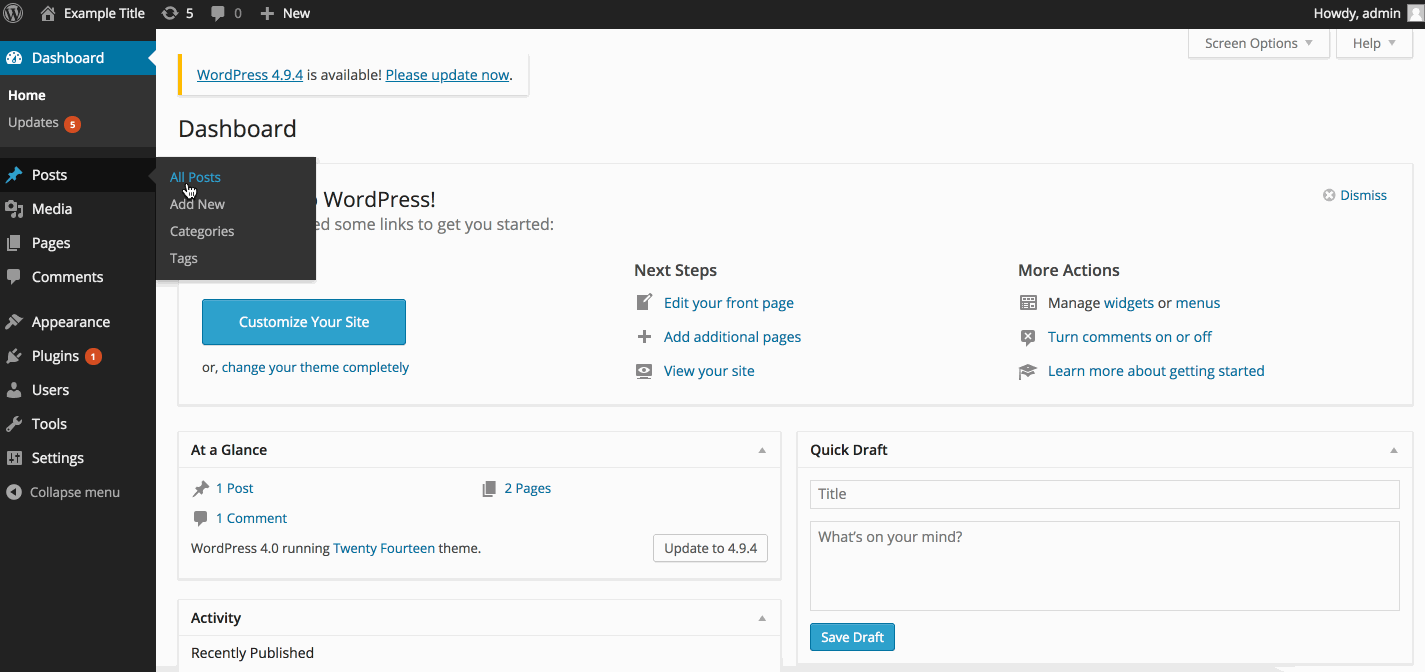 Example Title 5 0 New Howdy, admin
Screen Options Help
Dashboard
Home
Updates 5
Posts
Media
Pages
Comments
Appearance
Plugins 1
Users
Tools
Settings
Collapse menu
All Posts
Add New
Categories
Tags
WordPress 4.9.4 is available! Please update now.
Dashboard
WordPress!
some links to get you started:
Dismiss
Customize Your Site
or, change your theme completely
Next Steps
Edit your front page
Add additional pages
View your site
More Actions
Manage widgets or menus
Turn comments on or off
Learn more about getting started
At a Glance
1 Post
2 Pages
1 Comment
WordPress 4.0 running Twenty Fourteen theme.
Update to 4.9.4
Activity
Recently Published
Quick Draft
Title
What's on your mind?
Save Draft